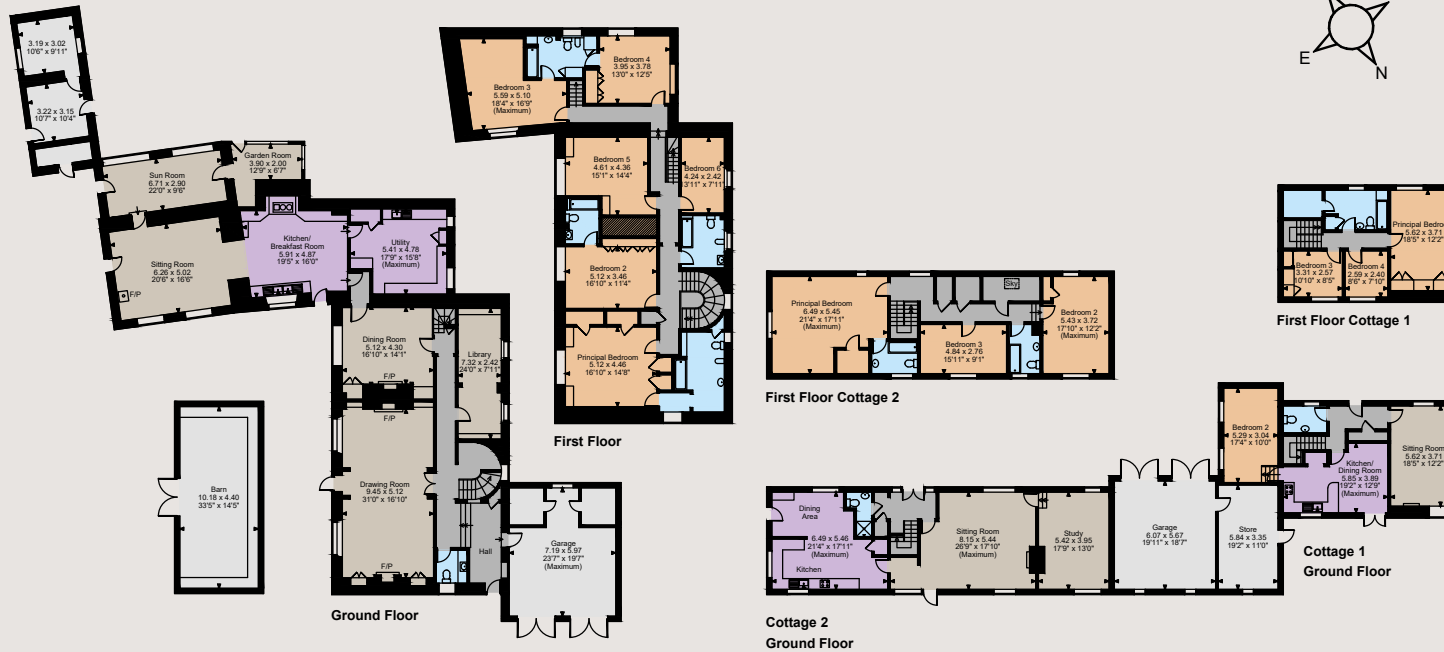 E
N
3.19 x 3.02
10'6" x 9'11"
3.22 x 3.15
10'7" x 10'4"
Sun Room
6.71 x 2.90
22'0" x 9'6"
Garden Room
3.90 x 2.00
12'9" x 6'7"
Sitting Room
6.26 x 5.02
20'6" x 16'6"
F/P
Kitchen/
Breakfast Room
5.91 x 4.87
19'5" x 16'0"
Utility
5.41 x 4.78
17'9" x 15'8"
(Maximum)
Dining Room
5.12 x 4.30
16'10" x 14'1"
F/P
Library
7.32 x 2.42
24'0" x 7'11"
F/P
Drawing Room
9.45 x 5.12
31'0" x 16'10"
F/P
Hall
Garage
7.19 x 5.97
23'7" x 19'7"
(Maximum)
Barn
10.18 x 4.40
33'5" x 14'5"
Ground Floor
Bedroom 3
5.59 x 5.10
18'4" x 16'9"
(Maximum)
Bedroom 4
3.95 x 3.78
13'0" x 12'5"
Bedroom 5
4.61 x 4.36
15'1" x 14'4"
Bedroom 6
4.24 x 2.42
13'11" x 7'11"
Bedroom 2
5.12 x 3.46
16'10" x 11'4"
Principal Bedroom
5.12 x 4.46
16'10" x 14'8"
First Floor
Principal Bedroom
6.49 x 5.45
21'4" x 17'11"
(Maximum)
Sky
Bedroom 3
4.84 x 2.76
15'11" x 9'1"
Bedroom 2
5.43 x 3.72
17'10" x 12'2"
(Maximum)
First Floor Cottage 2
Principal Bedroo
5.62 x 3.71
18'5" x 12'2"
Bedroom 3
3.31 x 2.57
10'10" x 8'5"
Bedroom 4
2.59 x 2.40
8'6" x 7'10"
First Floor Cottage 1
Dining
Area
6.49 x 5.46
21'4" x 17'11"
(Maximum)
Kitchen
Sitting Room
8.15 x 5.44
26'9" x 17'10"
(Maximum)
Study
5.42 x 3.95
17'9" x 13'0"
Garage
6.07 x 5.67
19'11" x 18'7"
Store
5.84 x 3.35
19'2" x 11'0"
Bedroom 2
5.29 x 3.04
17'4" x 10'0"
Kitchen/
Dining Room
5.85 x 3.89
19'2" x 12'9"
(Maximum)
Sitting Room
5.62 x 3.71
18'5" x 12'2"
Cottage 1
Ground Floor
Cottage 2
Ground Floor